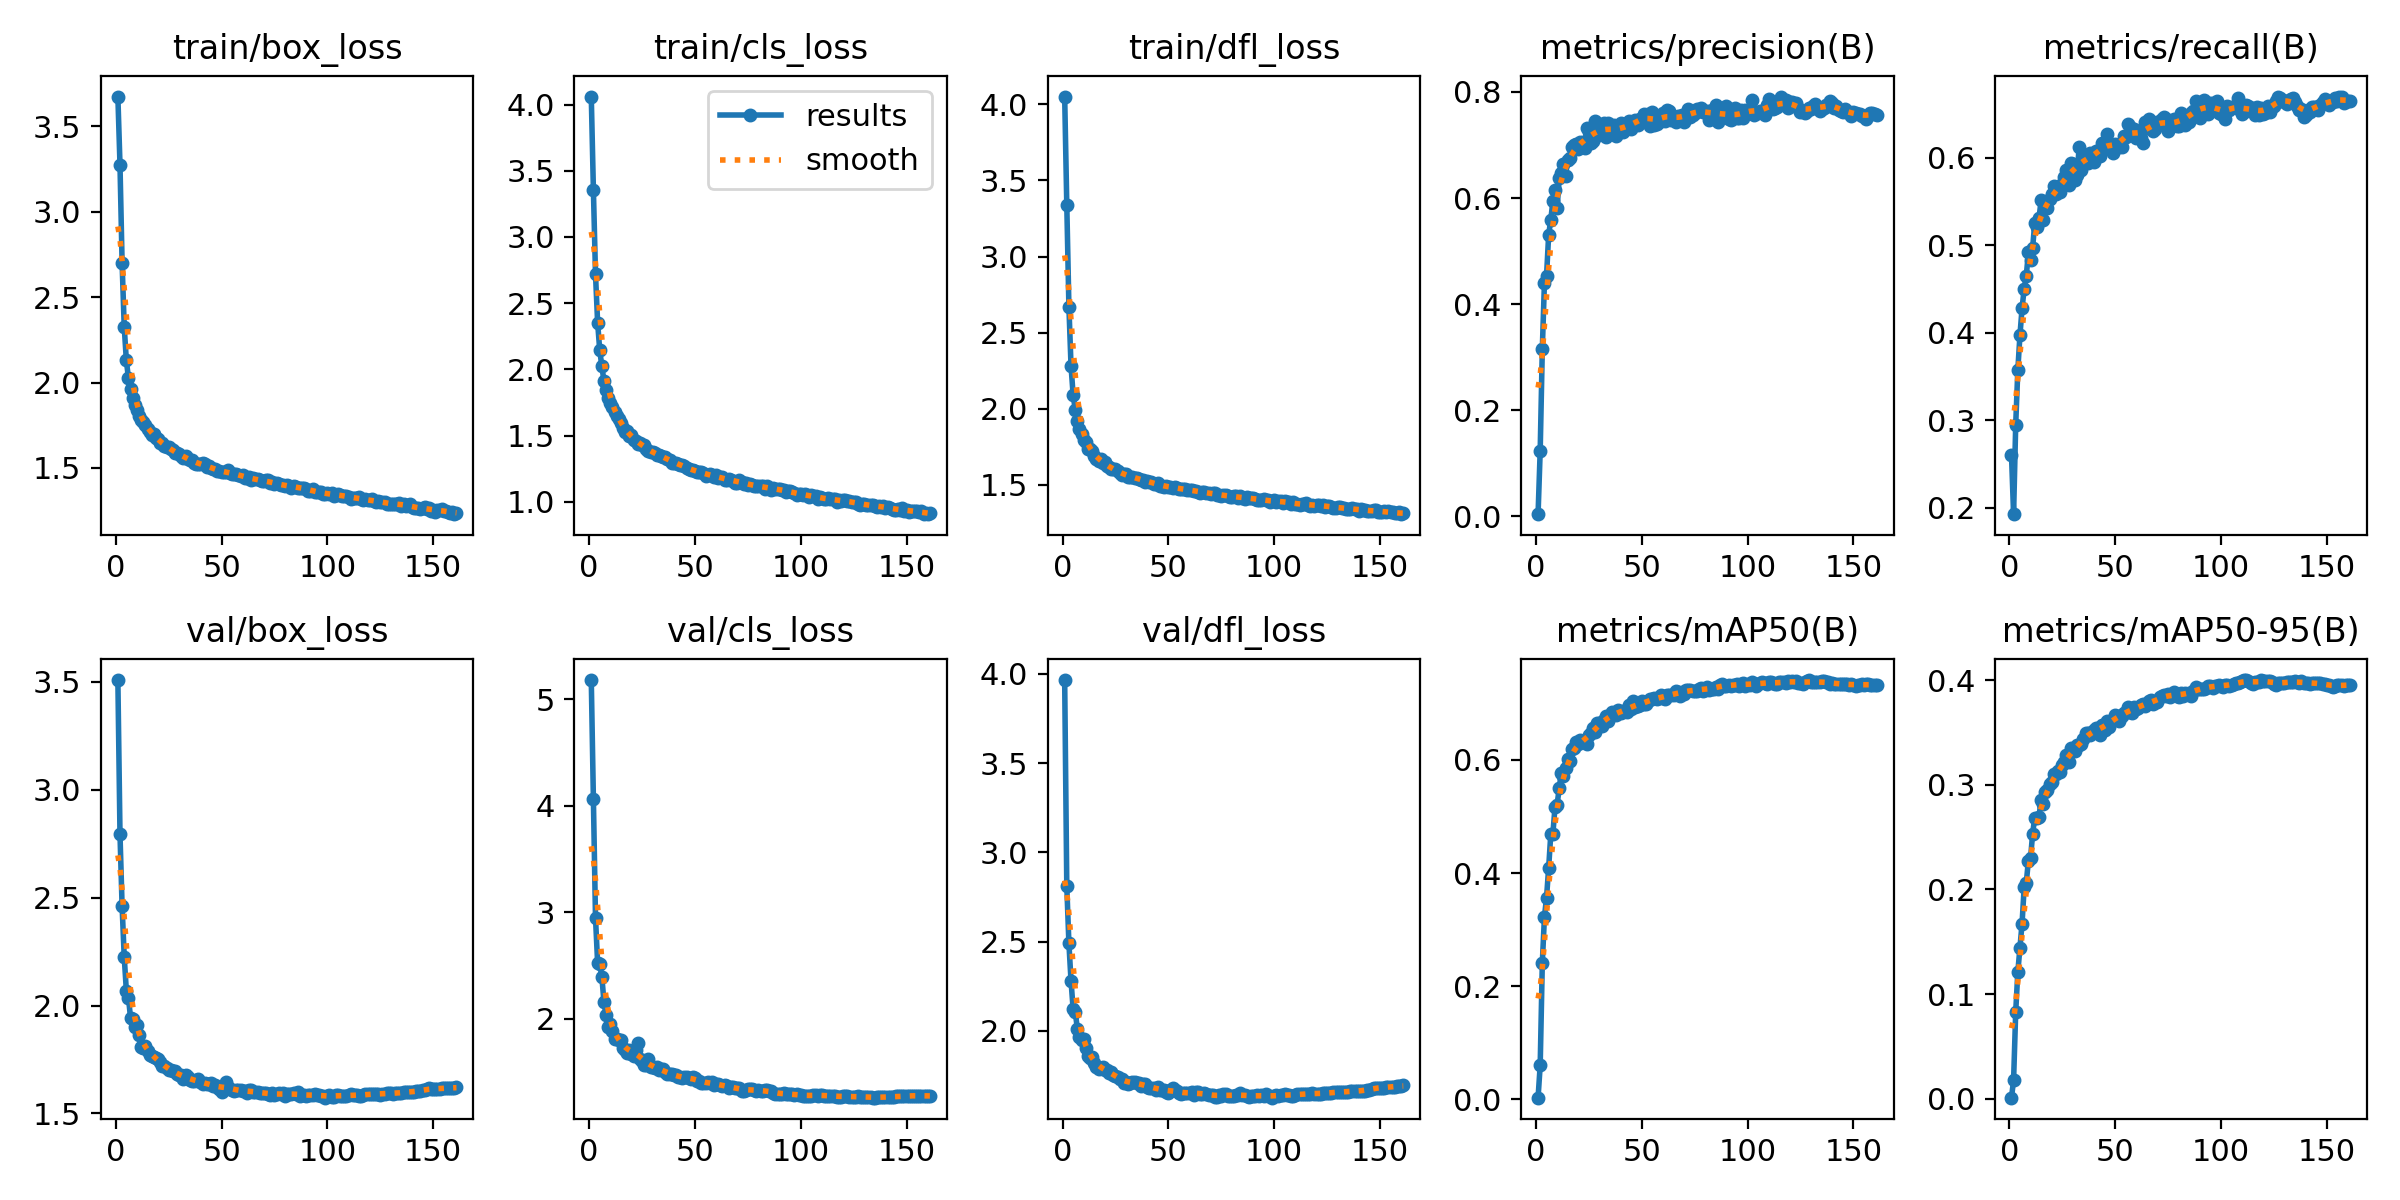 train/box_loss
3.5
3.0
2.5
2.0
1.5
0 50 100 150
train/cls_loss
results
smooth
4.0
3.5
3.0
2.5
2.0
1.5
1.0
0 50 100 150
train/dfl_loss
4.0
3.5
3.0
2.5
2.0
1.5
0 50 100 150
metrics/precision(B)
0.8
0.6
0.4
0.2
0.0
0 50 100 150
metrics/recall(B)
0.6
0.5
0.4
0.3
0.2
0 50 100 150
val/box_loss
3.5
3.0
2.5
2.0
1.5
0 50 100 150
val/cls_loss
5
4
3
2
0 50 100 150
val/dfl_loss
4.0
3.5
3.0
2.5
2.0
0 50 100 150
metrics/mAP50(B)
0.6
0.4
0.2
0.0
0 50 100 150
metrics/mAP50-95(B)
0.4
0.3
0.2
0.1
0.0
0 50 100 150